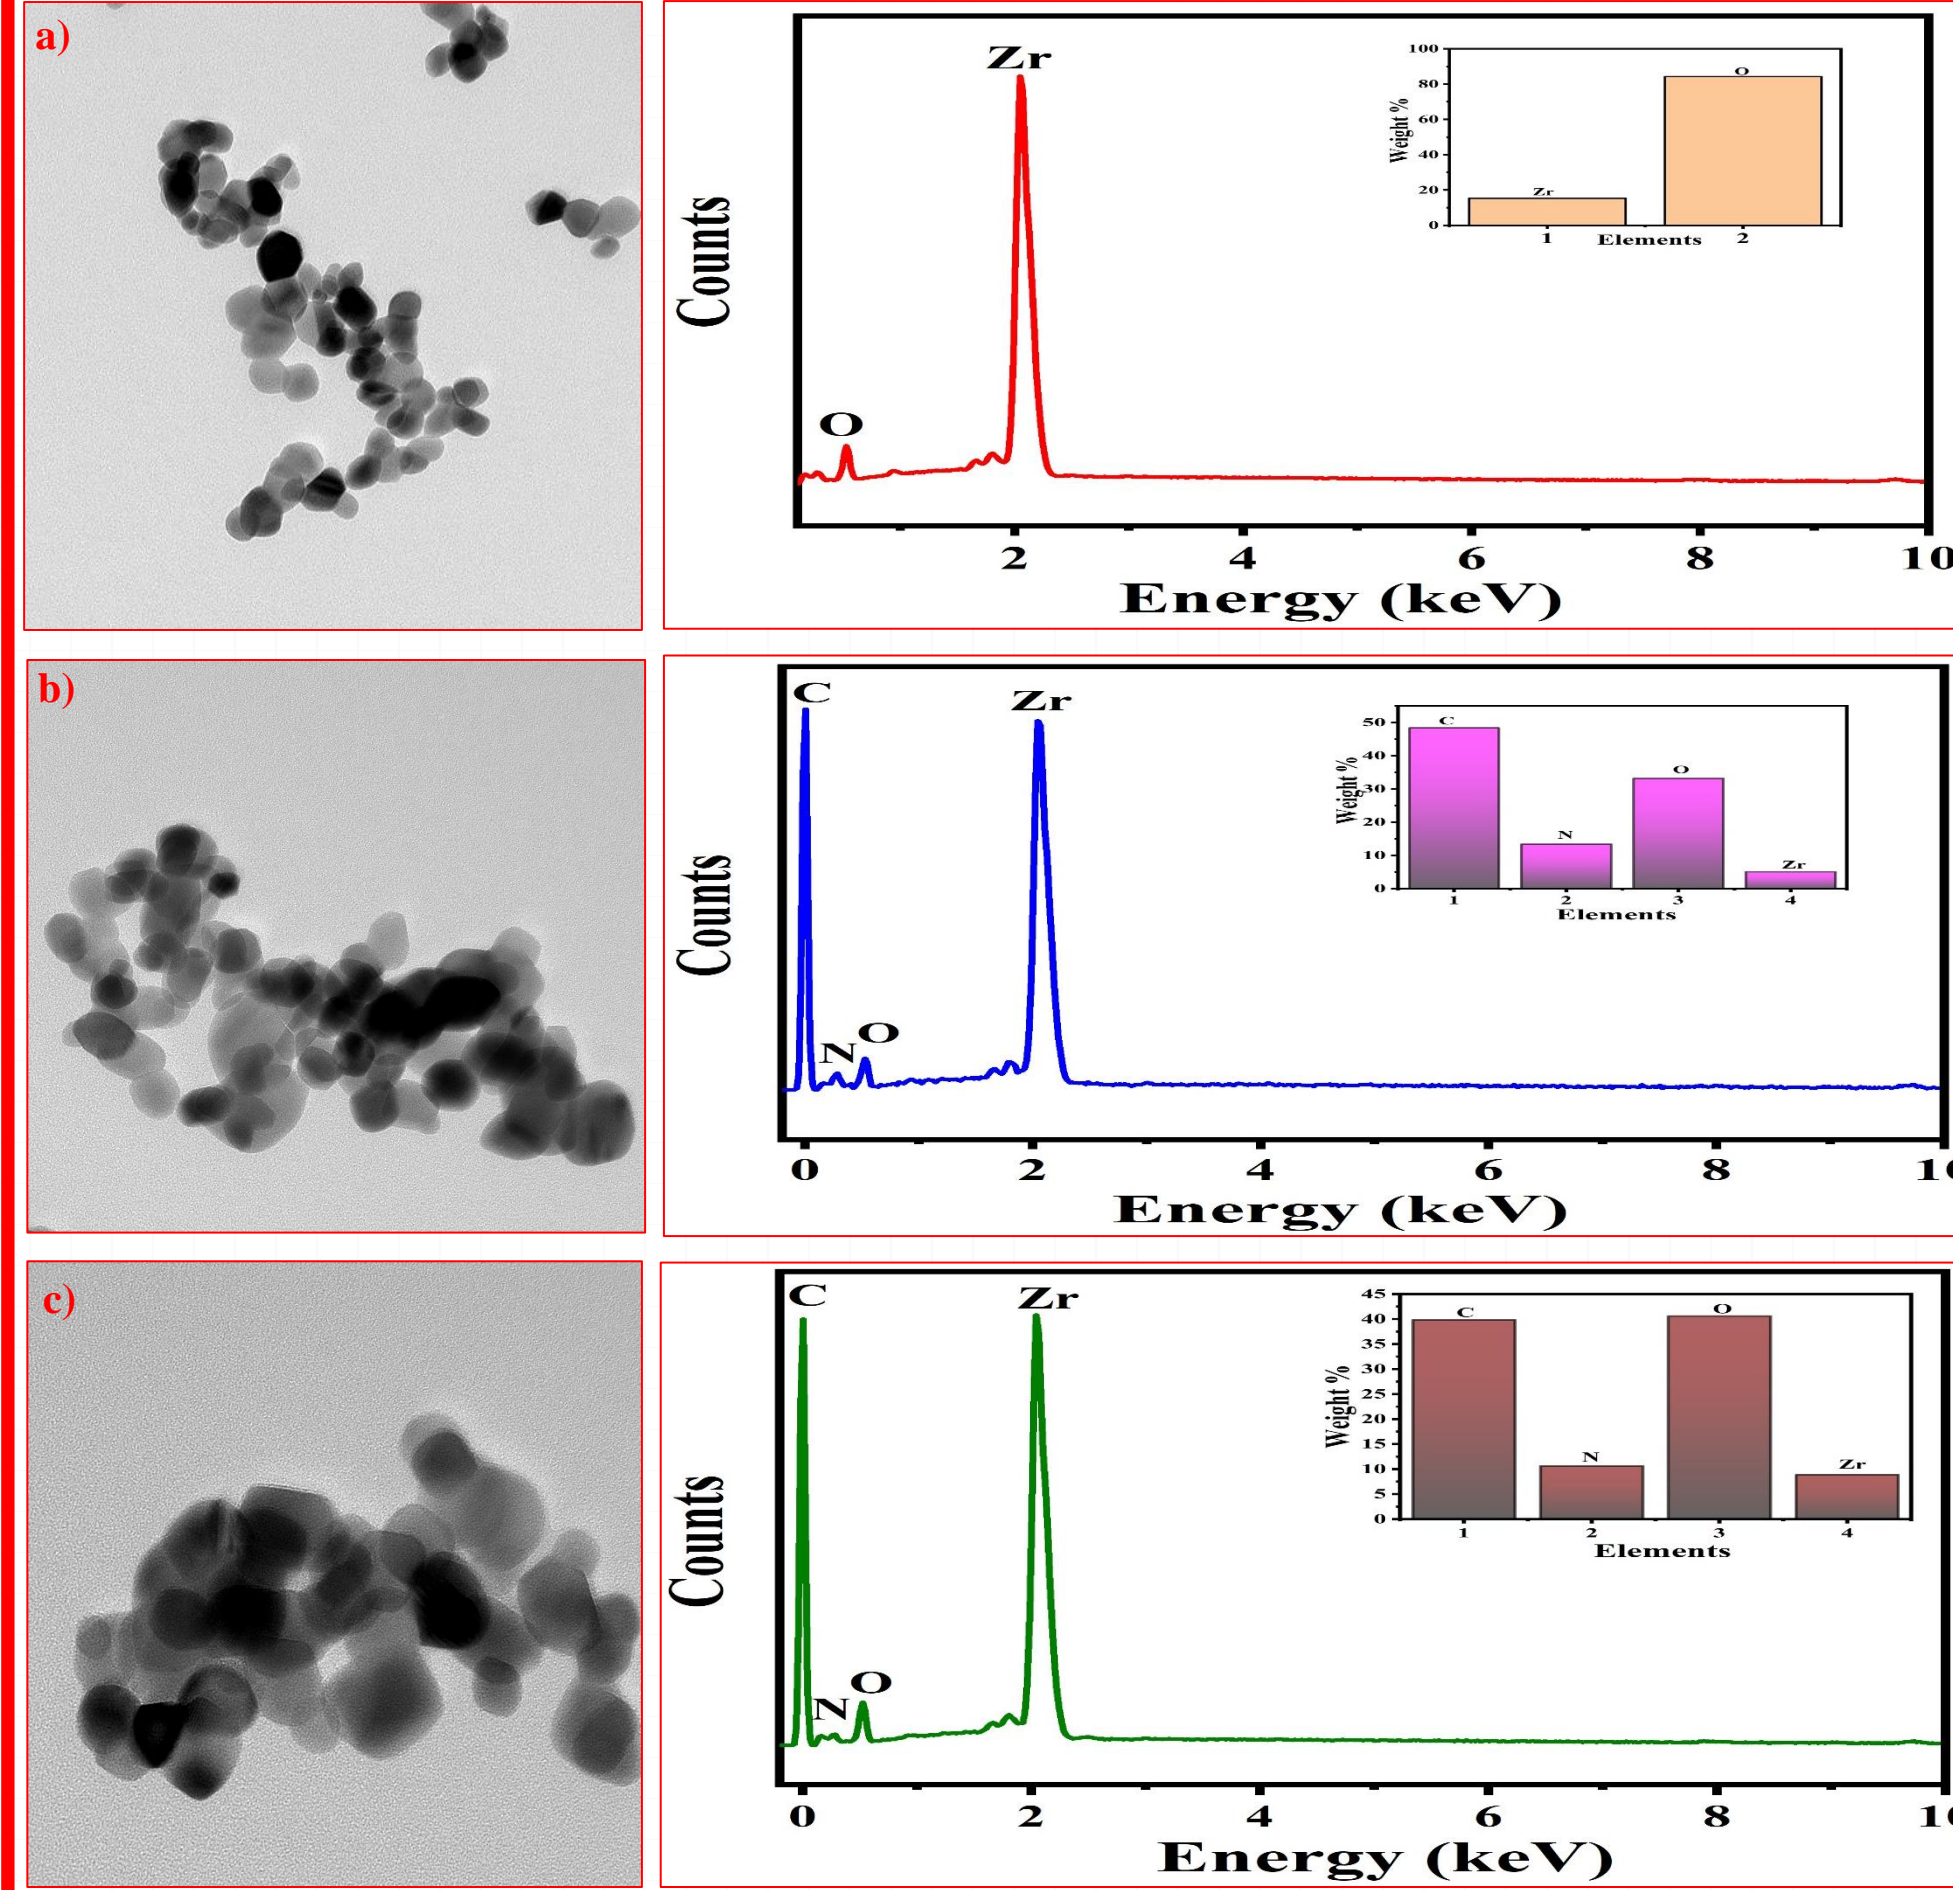 a)
Zr
O
Counts
2 4 6 8 10
Energy (keV)
100
80
60
40
20
0
Weight %
Zr
O
1 Elements 2
b)
C
Zr
N
O
Counts
0 2 4 6 8
Energy (keV)
50
40
30
20
10
0
Weight %
C
N
O
Zr
1 2 3 4
Elements
c)
C
Zr
N
O
Counts
0 2 4 6 8
Energy (keV)
45
40
35
30
25
20
15
10
5
0
Weight %
C
N
O
Zr
1 2 3 4
Elements